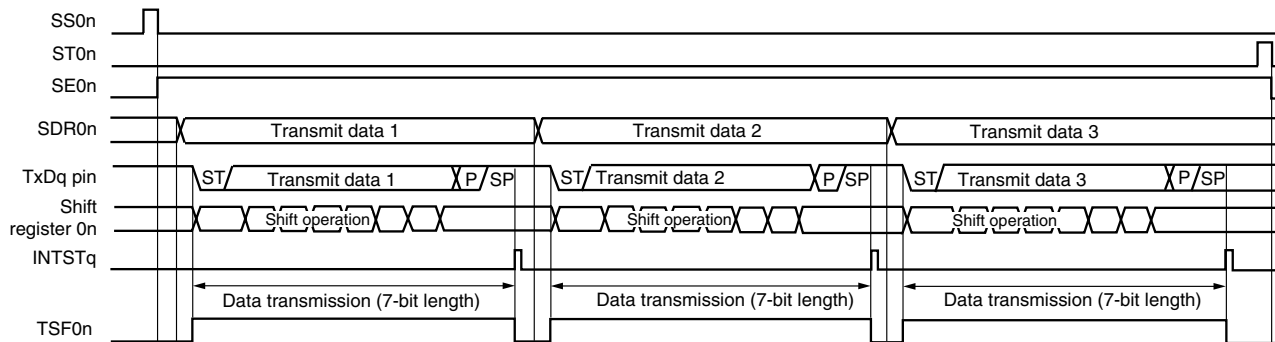 SS0n
ST0n
SE0n
SDR0n Transmit data 1 Transmit data 2 Transmit data 3
TxDq pin ST Transmit data 1 P SP ST Transmit data 2 P SP ST Transmit data 3 P SP
Shift
register 0n Shift operation Shift operation Shift operation
INTSTq
Data transmission (7-bit length) Data transmission (7-bit length) Data transmission (7-bit length)
TSF0n